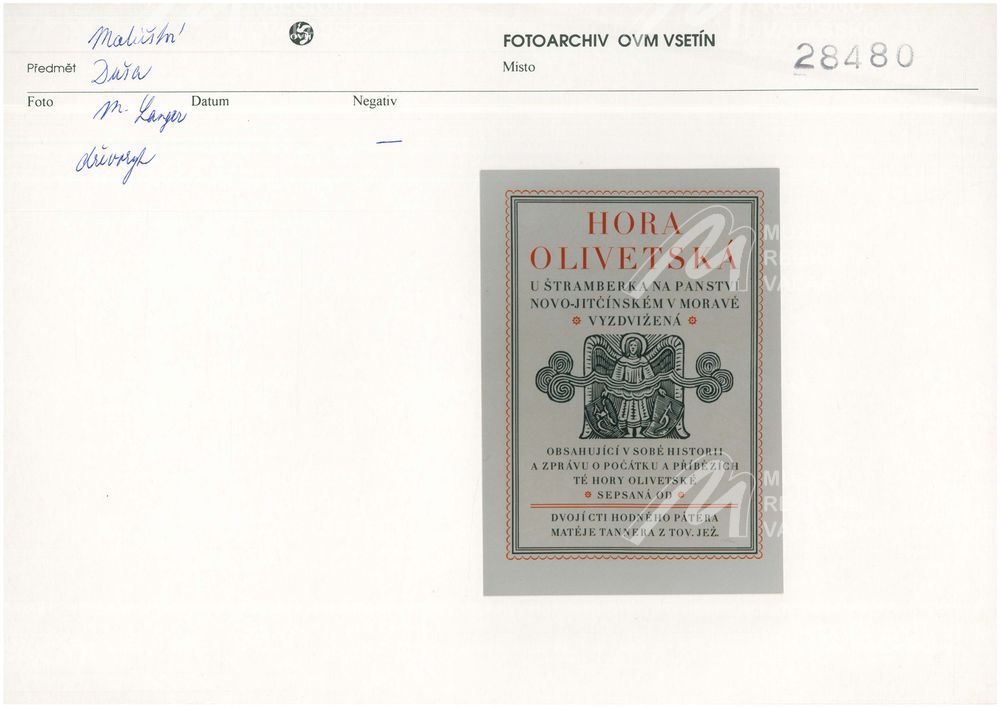 Malířství
FOTOARCHIV OVM VSETÍN
28480
Předmět Duša
Místo
Foto M. Langer Datum Negativ —
dřevoryt
HORA
OLIVETSKÁ
U ŠTRAMBERKA NA PANSTVÍ
NOVO-JITČÍNSKÉM V MORAVĚ
VYZDVIŽENÁ
OBSAHUJÍCÍ V SOBĚ HISTORII
A ZPRÁVU O POČÁTKU A PŘÍBĚZÍCH
TÉ HORY OLIVETSKÉ
SEPSANÁ OD
DVOJÍ CTI HODNÉHO PÁTERA
MATĚJE TANNERA Z TOV. JEŽ.